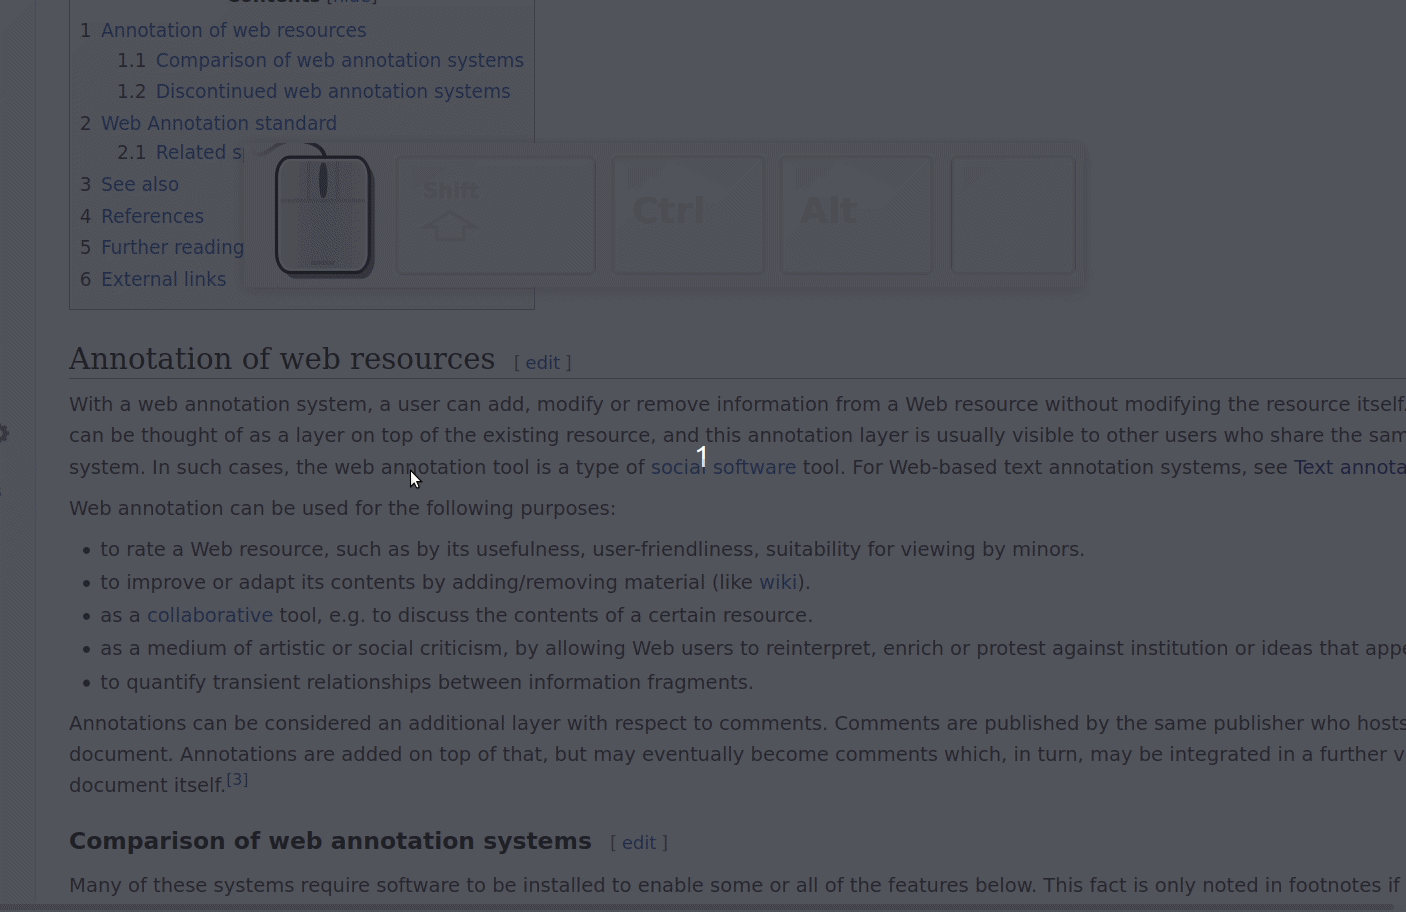 1 Annotation of web resources
1.1 Comparison of web annotation systems
1.2 Discontinued web annotation systems
2 Web Annotation standard
2.1 Related
3 See also
4 References
5 Further reading
6 External links
Shift
Ctrl
Alt
Annotation of web resources [ edit ]
With a web annotation system, a user can add, modify or remove information from a Web resource without modifying the resource itself.
can be thought of as a layer on top of the existing resource, and this annotation layer is usually visible to other users who share the
system. In such cases, the web annotation tool is a type of social software tool. For Web-based text annotation systems, see Text
1
Web annotation can be used for the following purposes:
• to rate a Web resource, such as by its usefulness, user-friendliness, suitability for viewing by minors.
• to improve or adapt its contents by adding/removing material (like wiki).
• as a collaborative tool, e.g. to discuss the contents of a certain resource.
• as a medium of artistic or social criticism, by allowing Web users to reinterpret, enrich or protest against institution or ideas that
• to quantify transient relationships between information fragments.
Annotations can be considered an additional layer with respect to comments. Comments are published by the same publisher who hosts
document. Annotations are added on top of that, but may eventually become comments which, in turn, may be integrated in a further
document itself.[3]
Comparison of web annotation systems [ edit ]
Many of these systems require software to be installed to enable some or all of the features below. This fact is only noted in footnotes if